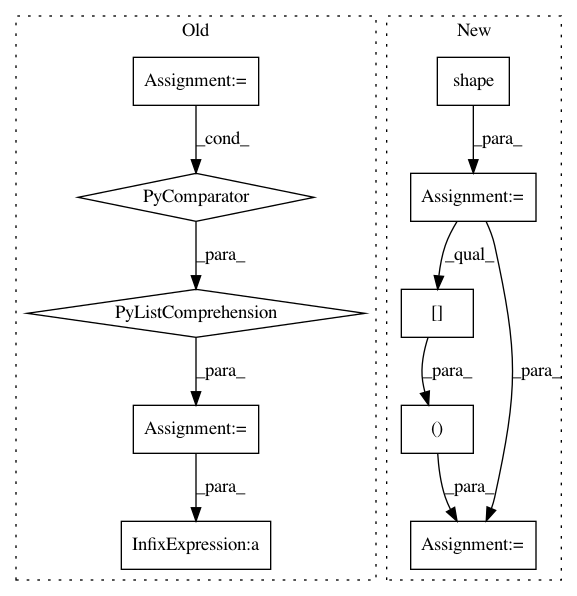 Old
New
Assignment:=
shape
_cond_
_para_
PyComparator
Assignment:=
_para_
_qual_
PyListComprehension
[]
_para_
_para_
_para_
Assignment:=
()
_para_
_para_
InfixExpression:a
Assignment:=